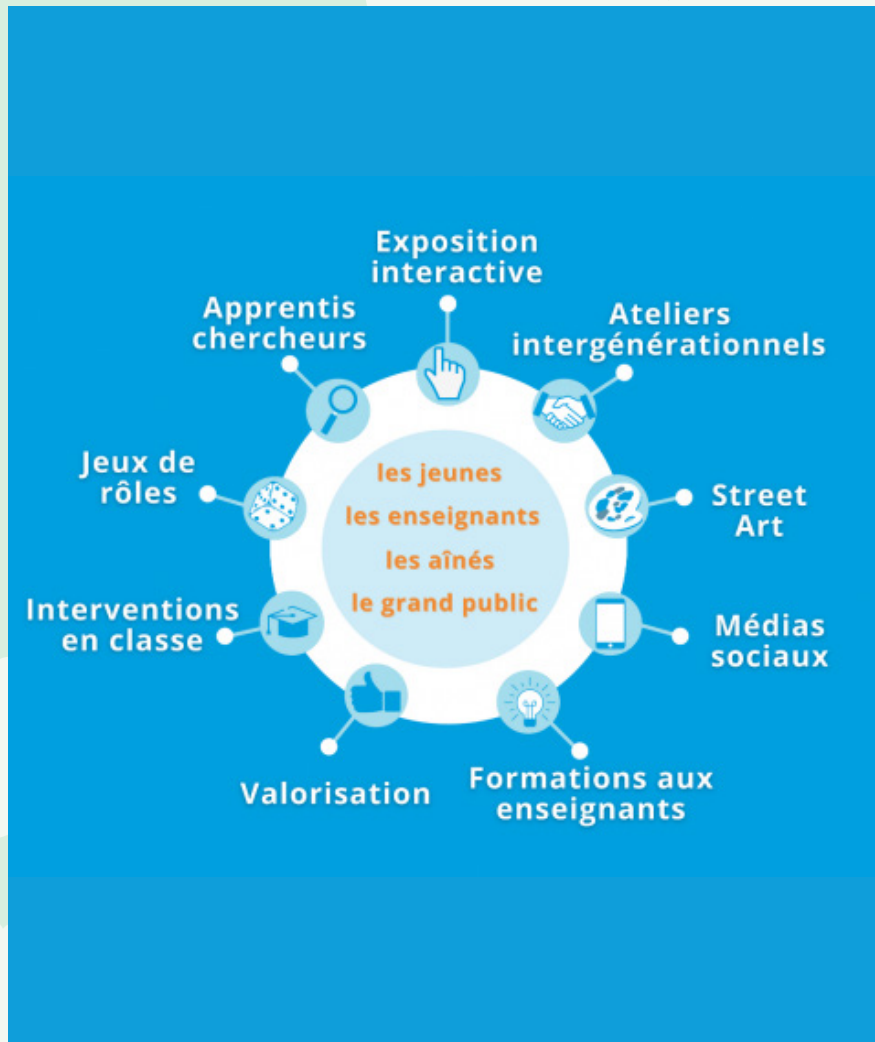 Exposition
interactive
Ateliers
intergénérationnels
Street
Art
Médias
sociaux
Formations aux
enseignants
Valorisation
Interventions
en classe
Jeux de
rôles
Apprentis
chercheurs
les jeunes
les enseignants
les aînés
le grand public